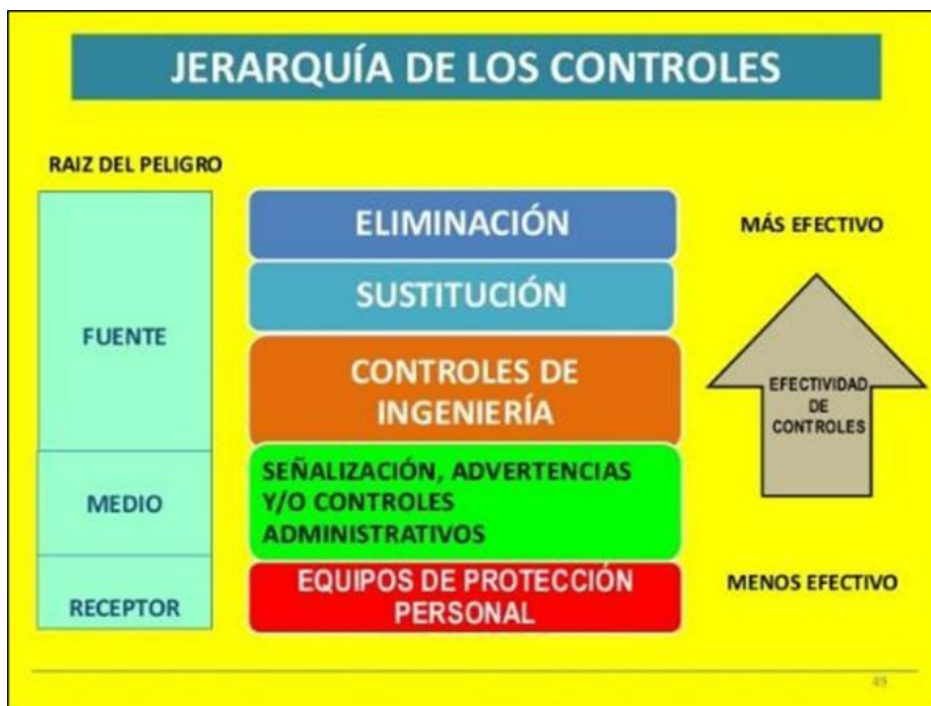 JERARQUÍA DE LOS CONTROLES
RAIZ DEL PELIGRO
FUENTE
MEDIO
RECEPTOR
ELIMINACIÓN
SUSTITUCIÓN
CONTROLES DE
INGENIERÍA
SEÑALIZACIÓN, ADVERTENCIAS
Y/O CONTROLES
ADMINISTRATIVOS
EQUIPOS DE PROTECCIÓN
PERSONAL
MÁS EFECTIVO
EFECTIVIDAD
DE
CONTROLES
MENOS EFECTIVO
49